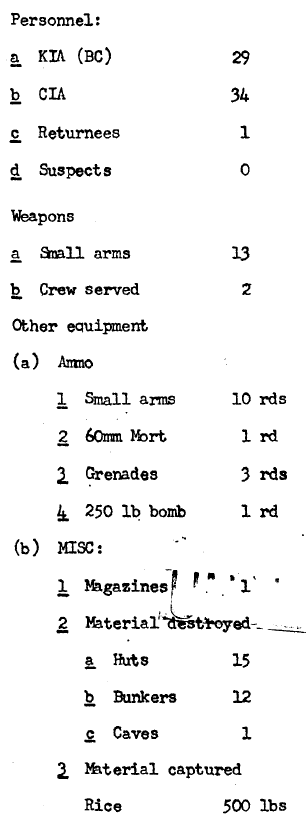 Personnel:
a KIA (BC) 29
b CIA 34
c Returnees 1
d Suspects 0
Weapons
a Small arms 13
b Crew served 2
Other equipment
(a) Ammo
1 Small arms 10 rds
2 60mm Mort 1 rd
3 Grenades 3 rds
4 250 lb bomb 1 rd
(b) MISC:
1 Magazines 1
2 Material destroyed
a Huts 15
b Bunkers 12
c Caves 1
3 Material captured
Rice 500 lbs